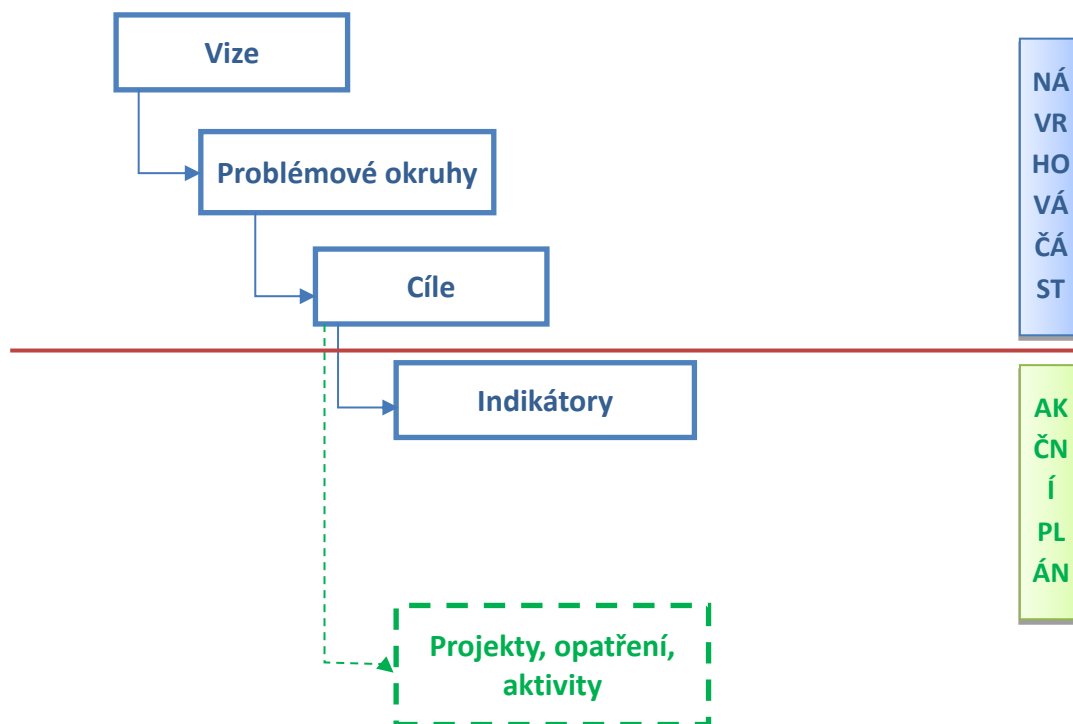 Vize
Problémové okruhy
Cíle
Indikátory
Projekty, opatření,
aktivity
NÁ
VR
HO
VÁ
ČÁ
ST
AK
ČN
Í
PL
ÁN